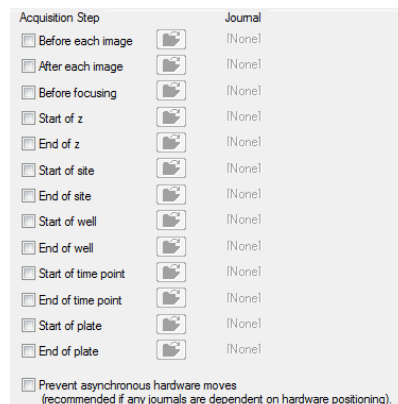 Acquisition Step Journal
Before each image [None]
After each image [None]
Before focusing [None]
Start of z [None]
End of z [None]
Start of site [None]
End of site [None]
Start of well [None]
End of well [None]
Start of time point [None]
End of time point [None]
Start of plate [None]
End of plate [None]
Prevent asynchronous hardware moves
(recommended if any journals are dependent on hardware positioning).